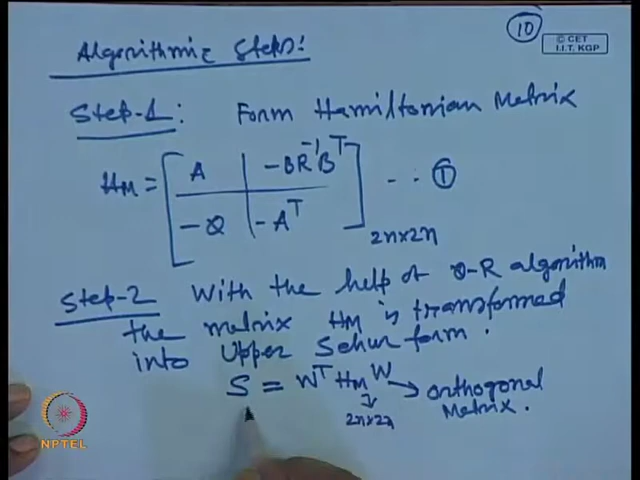 10
© CET
I.I.T. KGP
Algorithmic Steps:
Step-1: Form Hamiltonian Matrix
HM = [ A | -BR⁻¹Bᵀ
-Q | -Aᵀ ] 2n×2n -.: ①
Step-2 With the help of Q-R algorithm
the matrix HM is transformed
into Upper Schur form.
S = Wᵀ HM W → orthogonal
2n×2n Matrix.
NPTEL